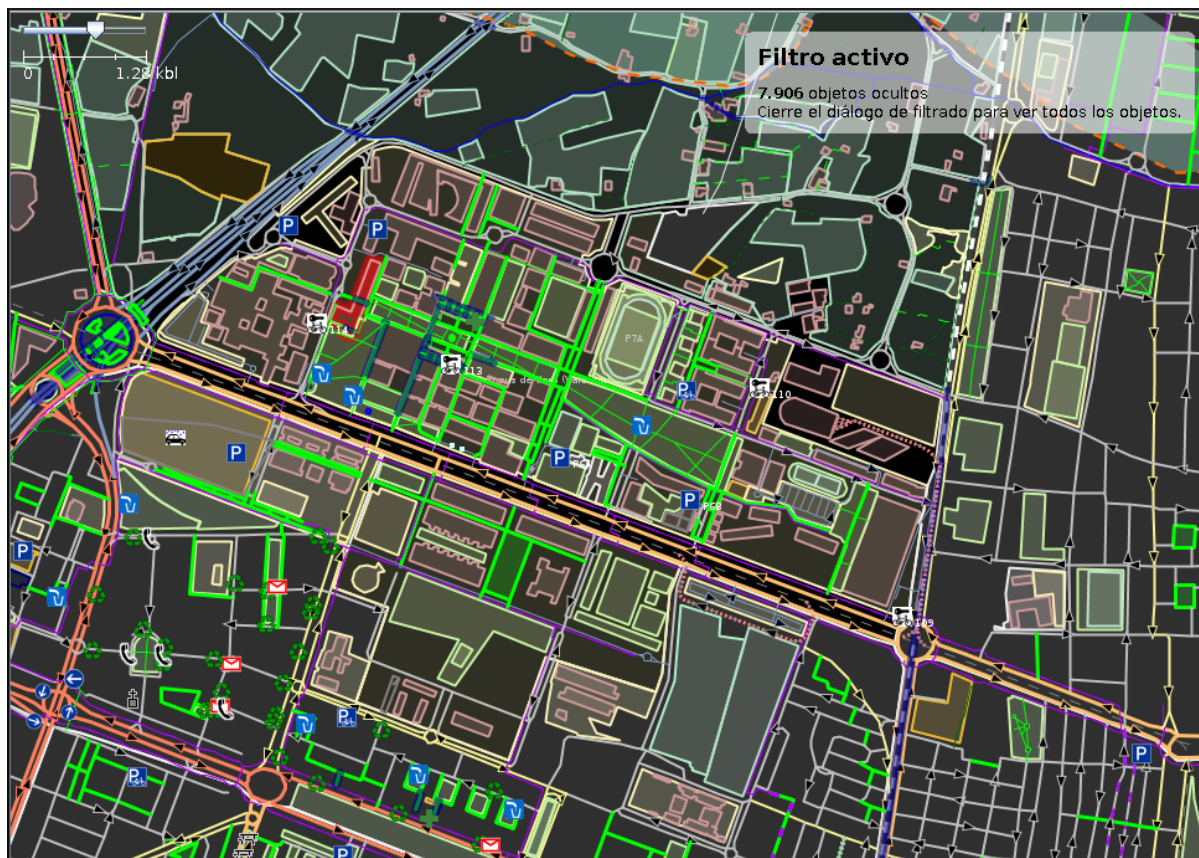 0 1.28 kbl
Filtro activo
7.906 objetos ocultos
Cierre el diálogo de filtrado para ver todos los objetos.
P
P
114
P7A
113
110
P
P
P
P
P6B
P
109
P
P
P
P
P